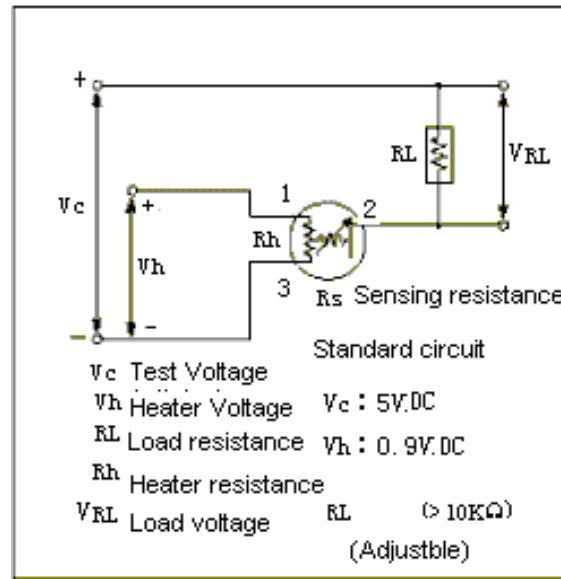 +
RL
VRL
Vc
1
2
+
Rh
Vh
3
Rs Sensing resistance
-
-
Standard circuit
Vc Test Voltage
Vh Heater Voltage Vc : 5V.DC
RL Load resistance Vh : 0.9V.DC
Rh Heater resistance
VRL Load voltage RL (>10KΩ)
(Adjustble)